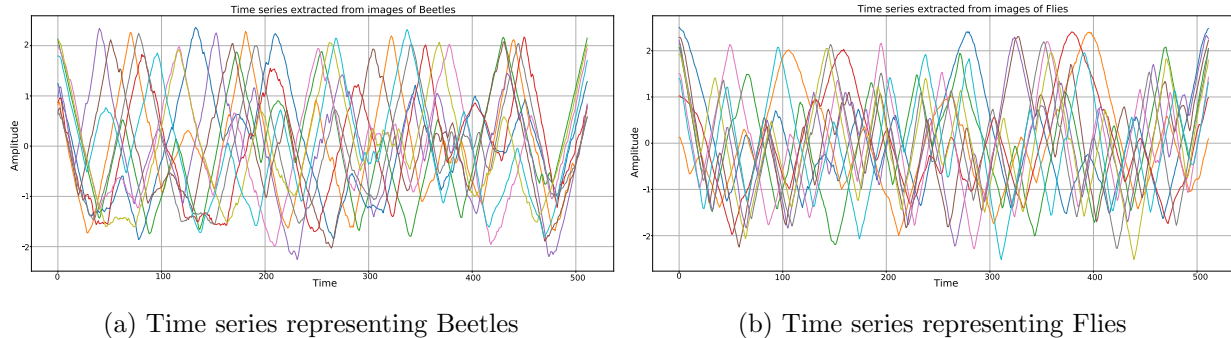 Time series extracted from images of Beetles
Amplitude
2
1
0
-1
-2
0 100 200 300 400 500
Time
(a) Time series representing Beetles
Time series extracted from images of Flies
Amplitude
2
1
0
-1
-2
0 100 200 300 400 500
Time
(b) Time series representing Flies